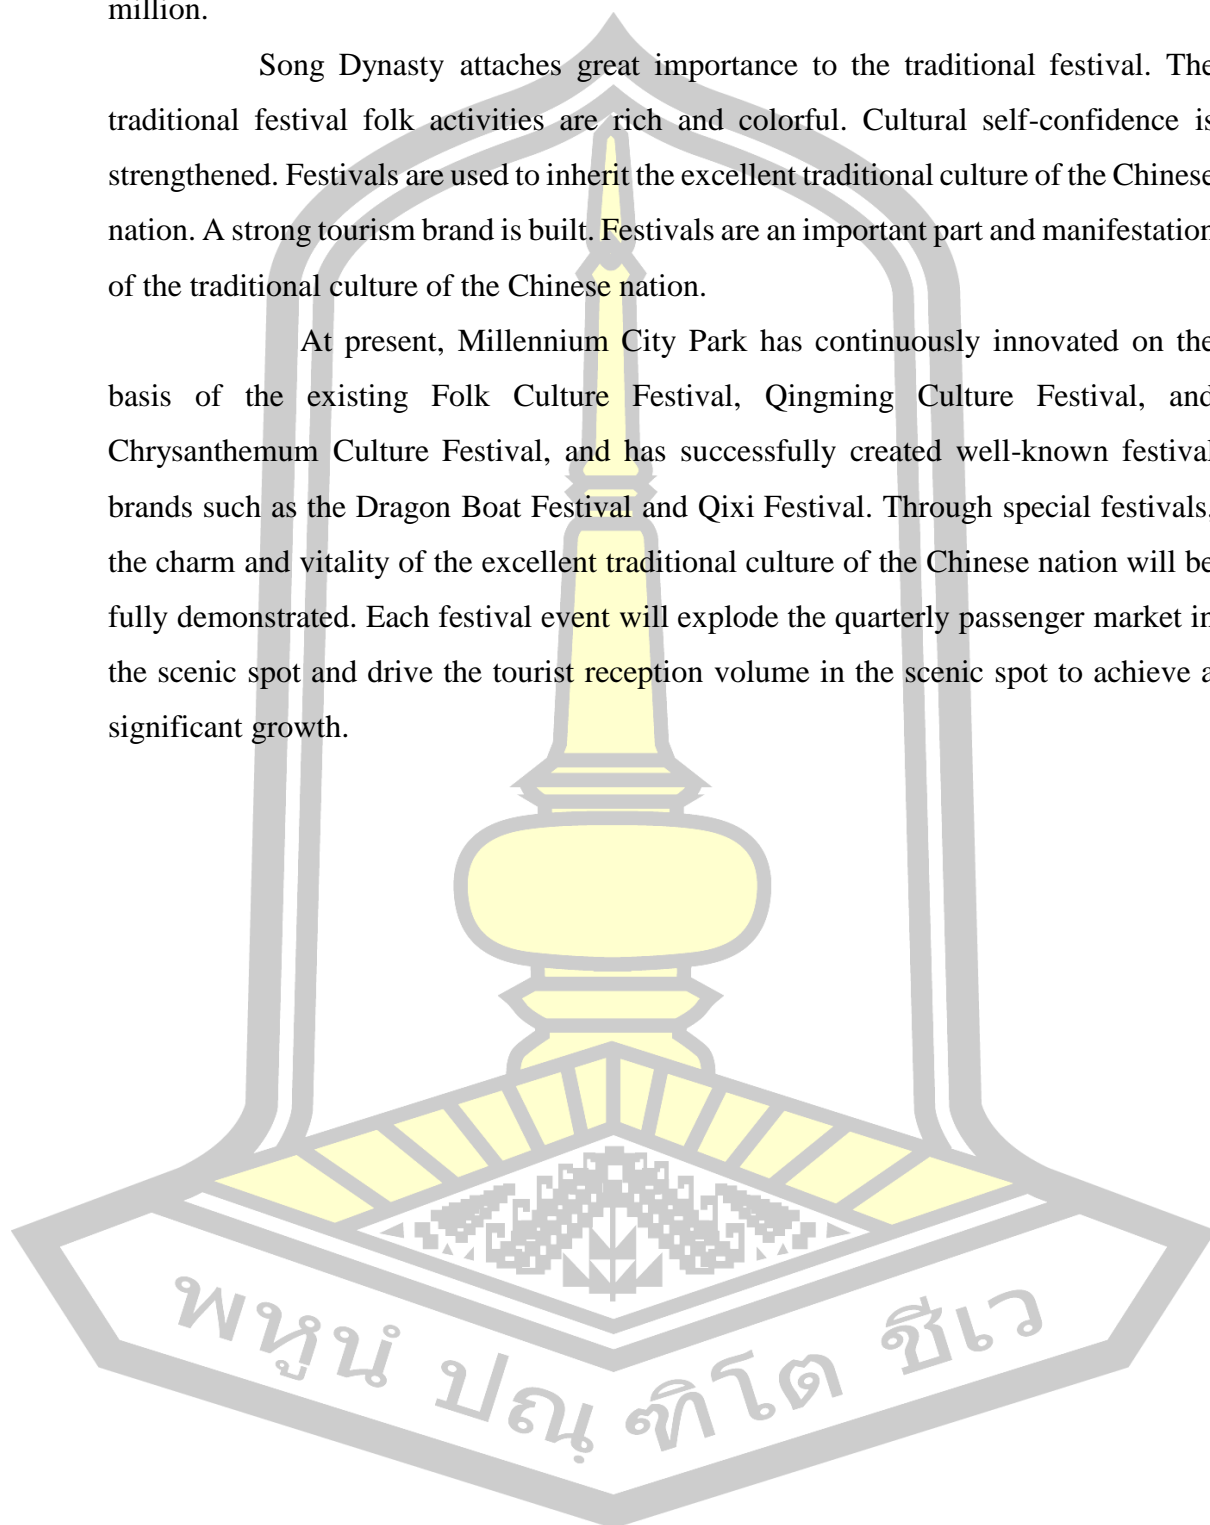 million.
Song Dynasty attaches great importance to the traditional festival. The
traditional festival folk activities are rich and colorful. Cultural self-confidence is
strengthened. Festivals are used to inherit the excellent traditional culture of the Chinese
nation. A strong tourism brand is built. Festivals are an important part and manifestation
of the traditional culture of the Chinese nation.
At present, Millennium City Park has continuously innovated on the
basis of the existing Folk Culture Festival, Qingming Culture Festival, and
Chrysanthemum Culture Festival, and has successfully created well-known festival
brands such as the Dragon Boat Festival and Qixi Festival. Through special festivals,
the charm and vitality of the excellent traditional culture of the Chinese nation will be
fully demonstrated. Each festival event will explode the quarterly passenger market in
the scenic spot and drive the tourist reception volume in the scenic spot to achieve a
significant growth.
พหูนํ ปณฺ ฑิโต ชีเว